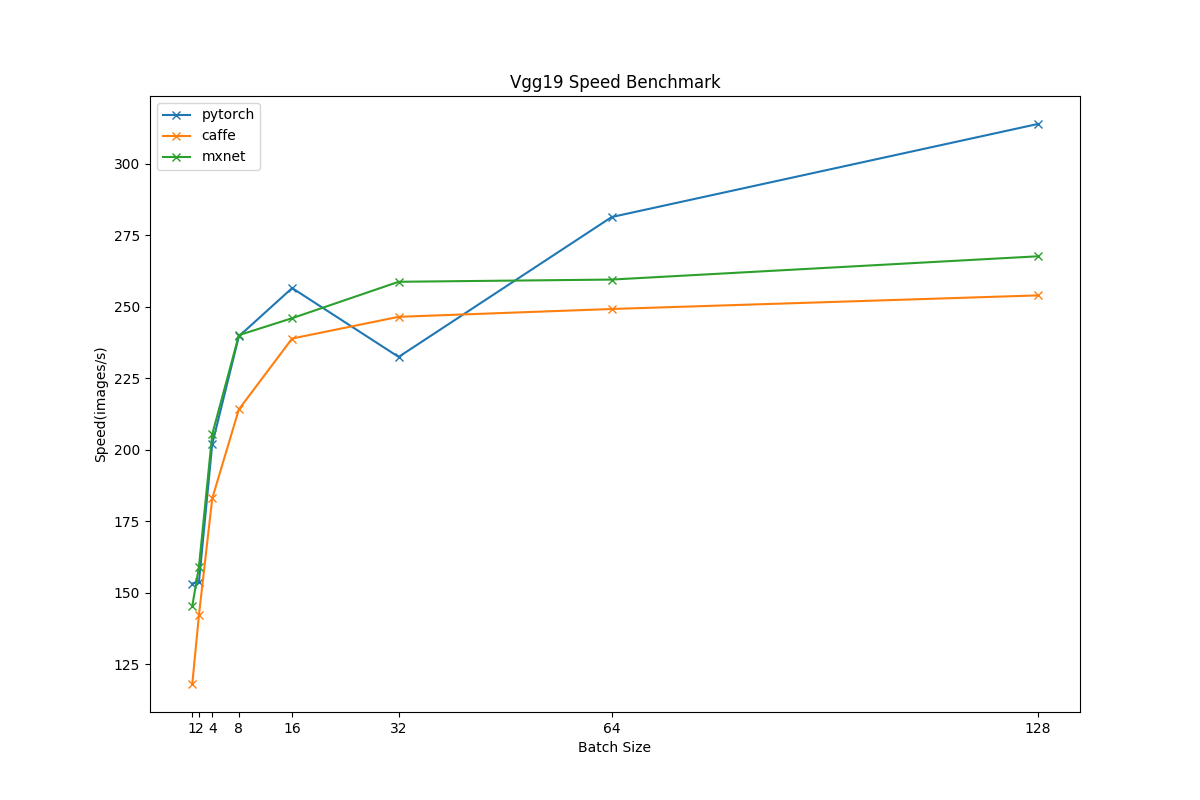 Vgg19 Speed Benchmark
pytorch
caffe
mxnet
300
275
250
225
200
175
150
125
Speed(images/s)
1 2 4 8 16 32 64 128
Batch Size